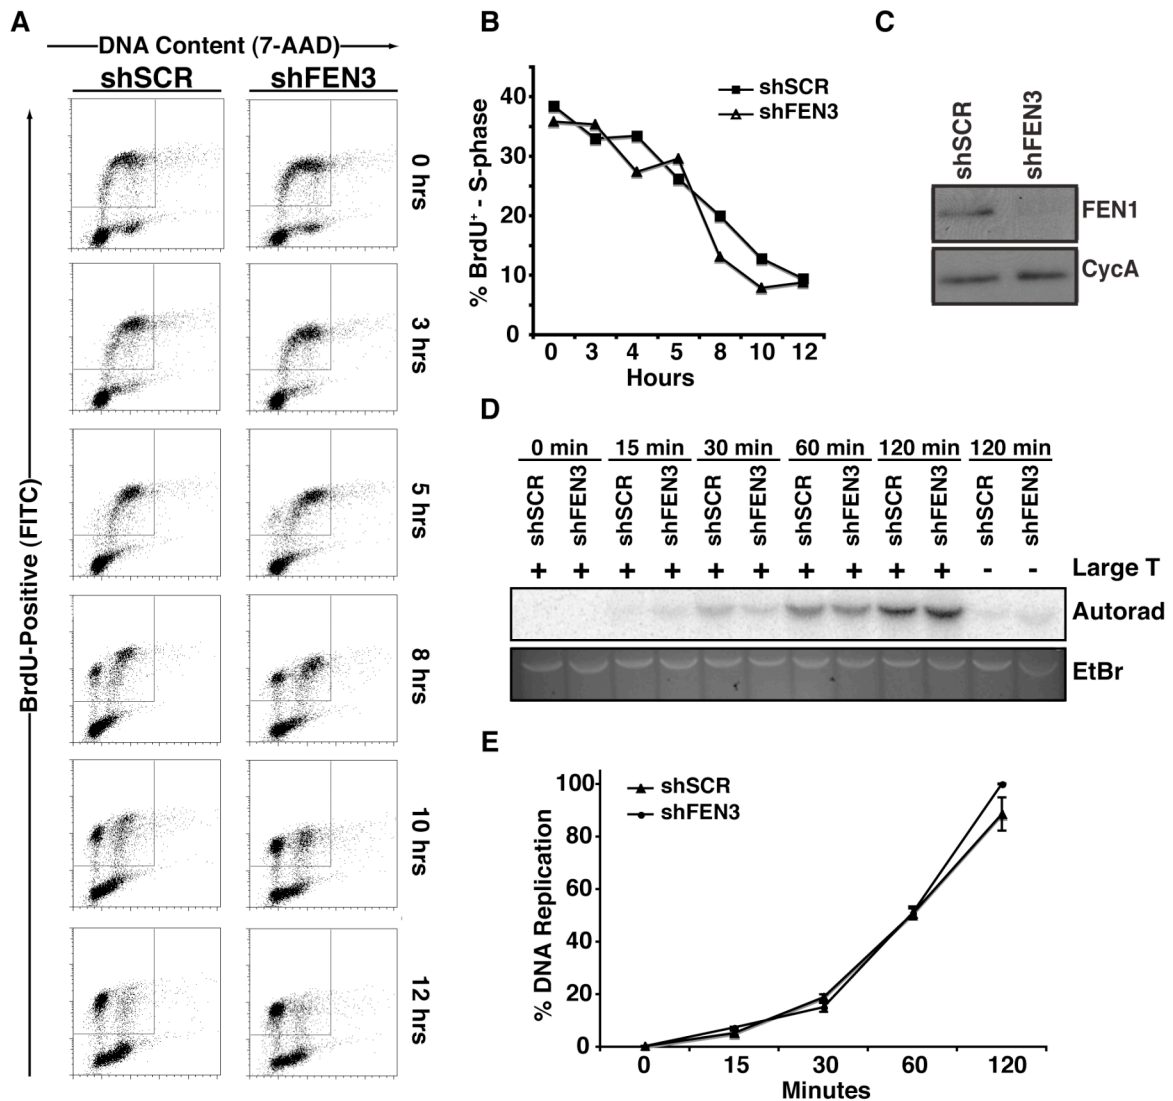 A
DNA Content (7-AAD)
shSCR shFEN3
BrdU-Positive (FITC)
0 hrs
3 hrs
5 hrs
8 hrs
10 hrs
12 hrs
B
% BrdU+ - S-phase
40
30
20
10
0
shSCR
shFEN3
0 3 4 5 8 10 12
Hours
C
shSCR shFEN3
FEN1
CycA
D
0 min 15 min 30 min 60 min 120 min 120 min
shSCR shFEN3 shSCR shFEN3 shSCR shFEN3 shSCR shFEN3 shSCR shFEN3 shSCR shFEN3
+ + + + + + + + + + - - Large T
Autorad
EtBr
E
% DNA Replication
100
80
60
40
20
0
shSCR
shFEN3
0 15 30 60 120
Minutes